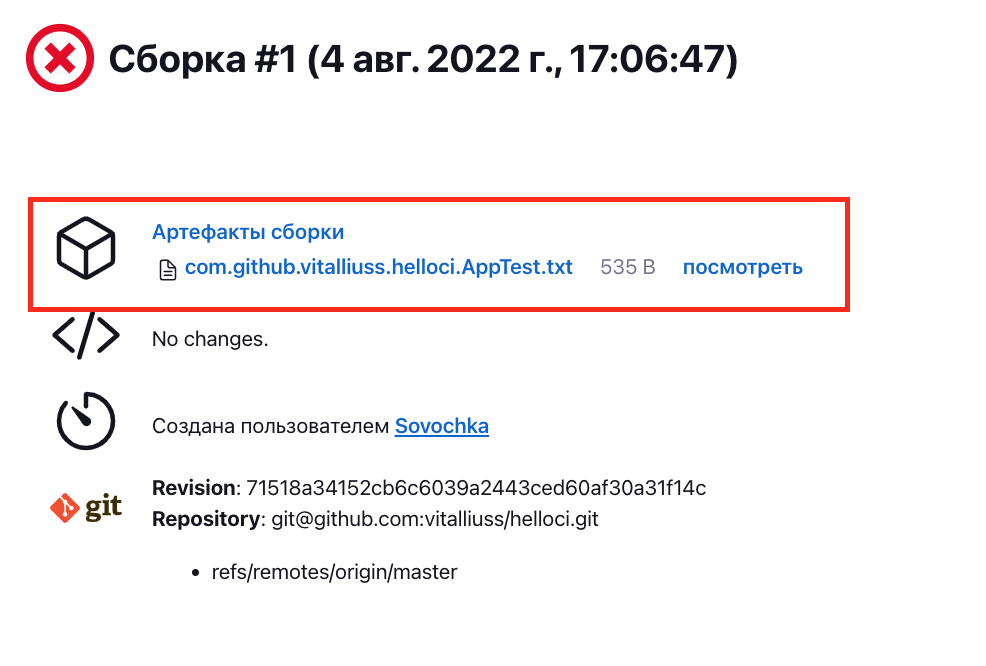 Сборка #1 (4 авг. 2022 г., 17:06:47)
Артефакты сборки
com.github.vitalliuss.helloci.AppTest.txt 535 B посмотреть
No changes.
Создана пользователем Sovochka
git
Revision: 71518a34152cb6c6039a2443ced60af30a31f14c
Repository: git@github.com:vitalliuss/helloci.git
• refs/remotes/origin/master